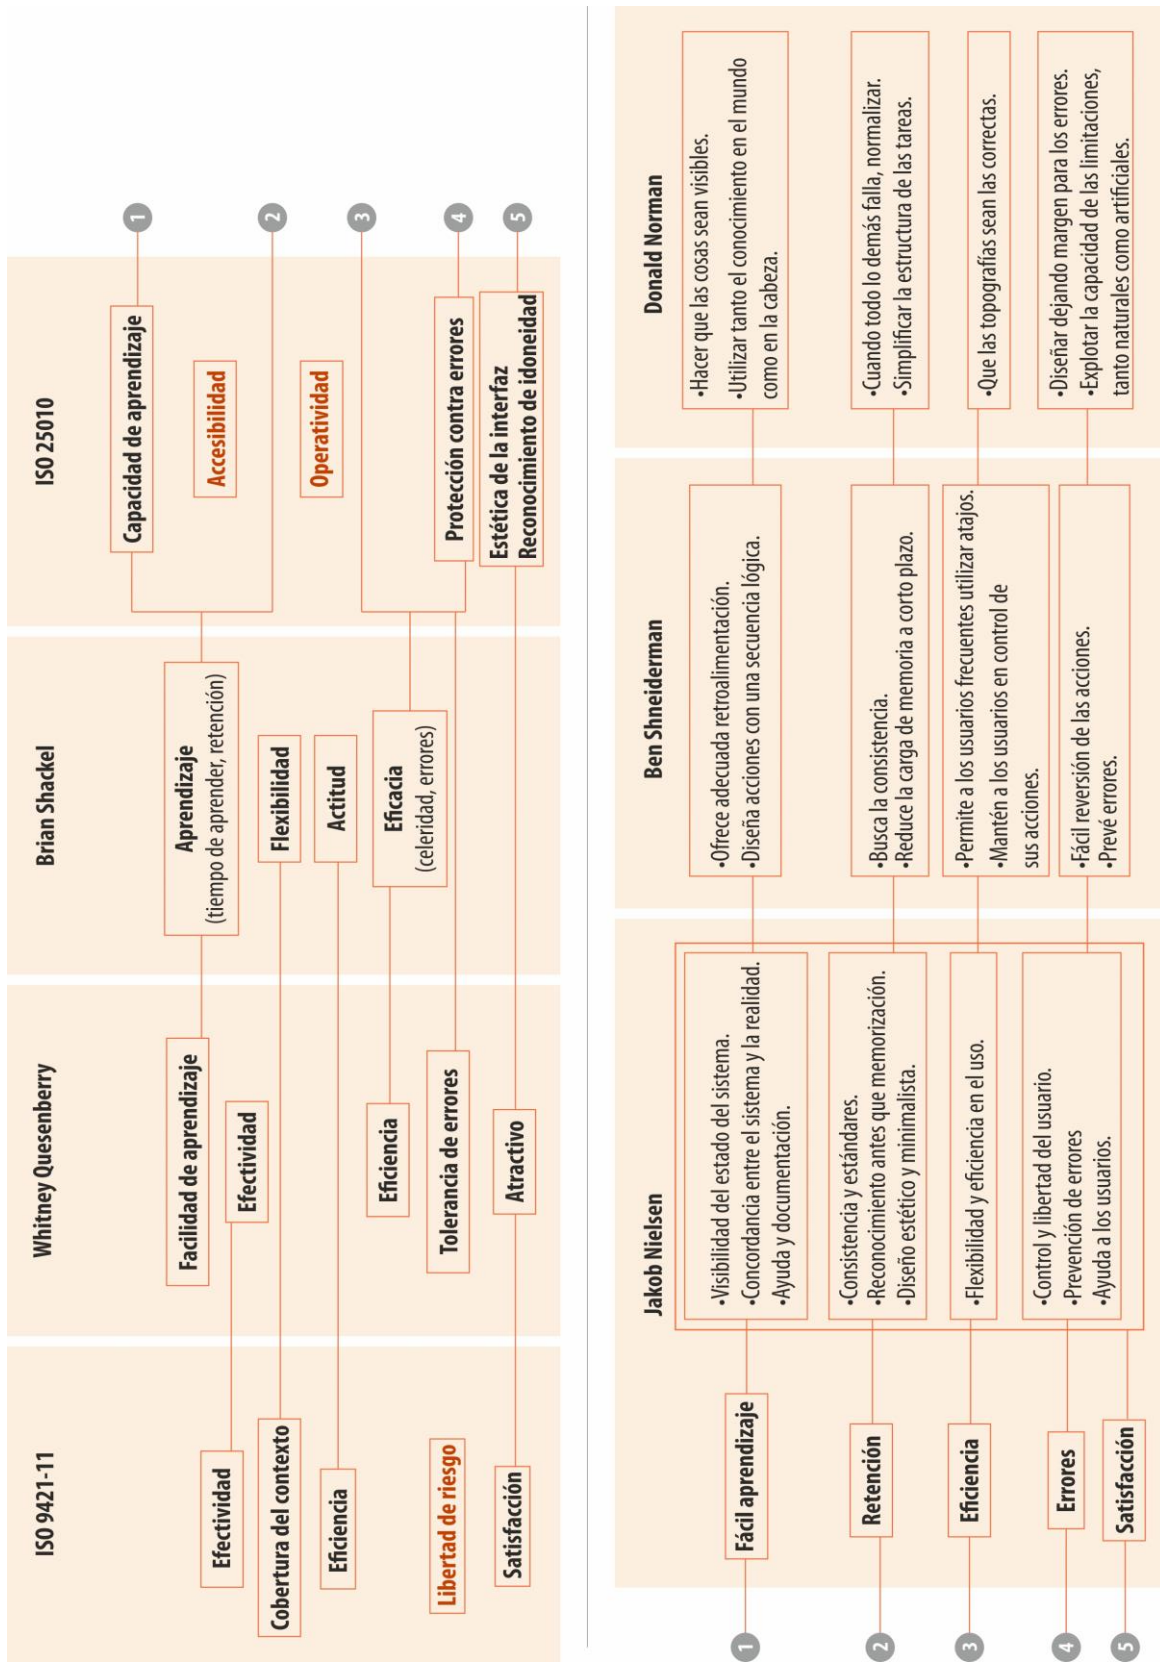 ISO 9421-11
Efectividad
Cobertura del contexto
Eficiencia
Libertad de riesgo
Satisfacción
Whitney Quesenberry
Facilidad de aprendizaje
Efectividad
Eficiencia
Tolerancia de errores
Atractivo
Brian Shackel
Aprendizaje
(tiempo de aprender, retención)
Flexibilidad
Actitud
Eficacia
(celeridad, errores)
ISO 25010
Capacidad de aprendizaje
Accesibilidad
Operatividad
Protección contra errores
Estética de la interfaz
Reconocimiento de idoneidad
1
2
3
4
5
1
2
3
4
5
Fácil aprendizaje
Retención
Eficiencia
Errores
Satisfacción
Jakob Nielsen
•Visibilidad del estado del sistema.
•Concordancia entre el sistema y la realidad.
•Ayuda y documentación.
•Consistencia y estándares.
•Reconocimiento antes que memorización.
•Diseño estético y minimalista.
•Flexibilidad y eficiencia en el uso.
•Control y libertad del usuario.
•Prevención de errores
•Ayuda a los usuarios.
Ben Shneiderman
•Ofrece adecuada retroalimentación.
•Diseña acciones con una secuencia lógica.
•Busca la consistencia.
•Reduce la carga de memoria a corto plazo.
•Permite a los usuarios frecuentes utilizar atajos.
•Mantén a los usuarios en control de
sus acciones.
•Fácil reversión de las acciones.
•Prevé errores.
Donald Norman
•Hacer que las cosas sean visibles.
•Utilizar tanto el conocimiento en el mundo
como en la cabeza.
•Cuando todo lo demás falla, normalizar.
•Simplificar la estructura de las tareas.
•Que las topografías sean las correctas.
•Diseñar dejando margen para los errores.
•Explotar la capacidad de las limitaciones,
tanto naturales como artificiales.